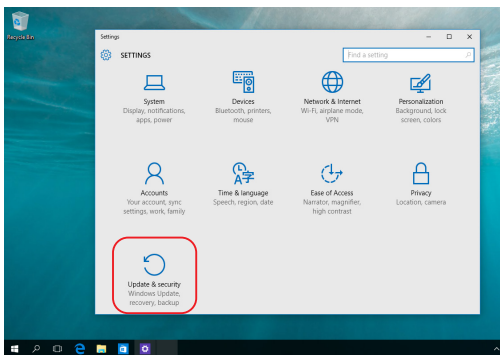 Recycle Bin
Settings
SETTINGS
Find a setting
System
Display, notifications,
apps, power
Devices
Bluetooth, printers,
mouse
Network & Internet
Wi-Fi, airplane mode,
VPN
Personalization
Background, lock
screen, colors
Accounts
Your account, sync
settings, work, family
Time & language
Speech, region, date
Ease of Access
Narrator, magnifier,
high contrast
Privacy
Location, camera
Update & security
Windows Update,
recovery, backup